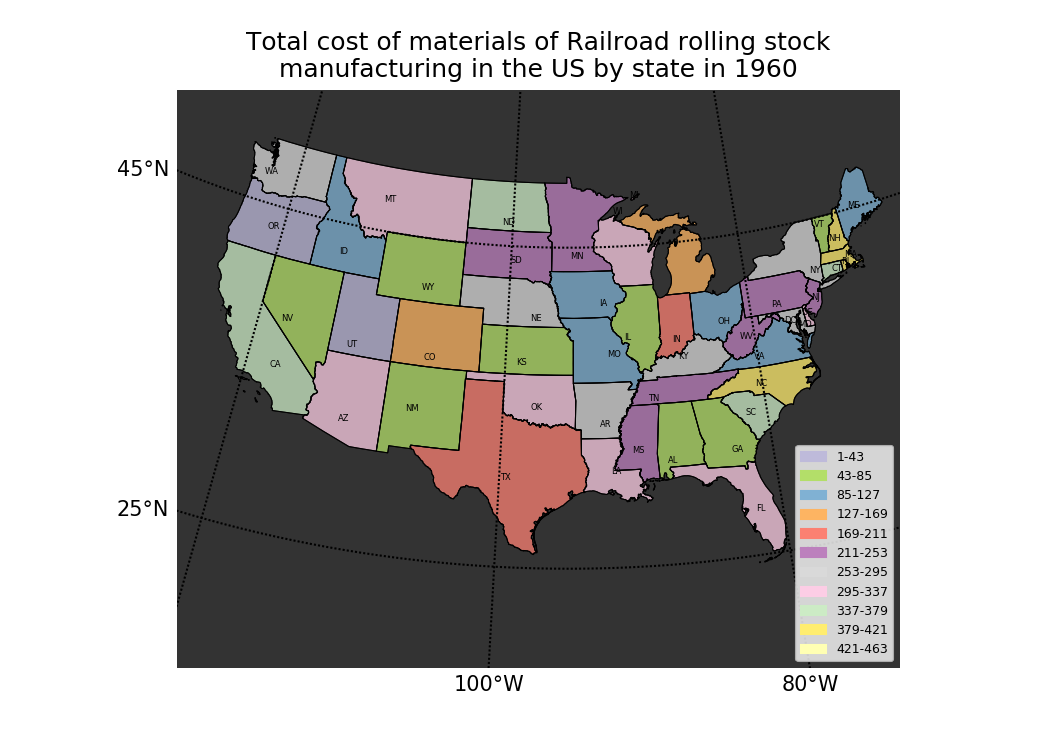 Total cost of materials of Railroad rolling stock
manufacturing in the US by state in 1960
45°N
25°N
100°W
80°W
WA
MT
ND
MN
WI
MI
ME
VT
NH
OR
ID
SD
WY
NY
CT
IA
NE
PA
NJ
NV
UT
CO
KS
MO
IL
IN
OH
WV
VA
KY
DC
CA
AZ
NM
OK
AR
TN
NC
SC
TX
LA
MS
AL
GA
FL
1-43
43-85
85-127
127-169
169-211
211-253
253-295
295-337
337-379
379-421
421-463